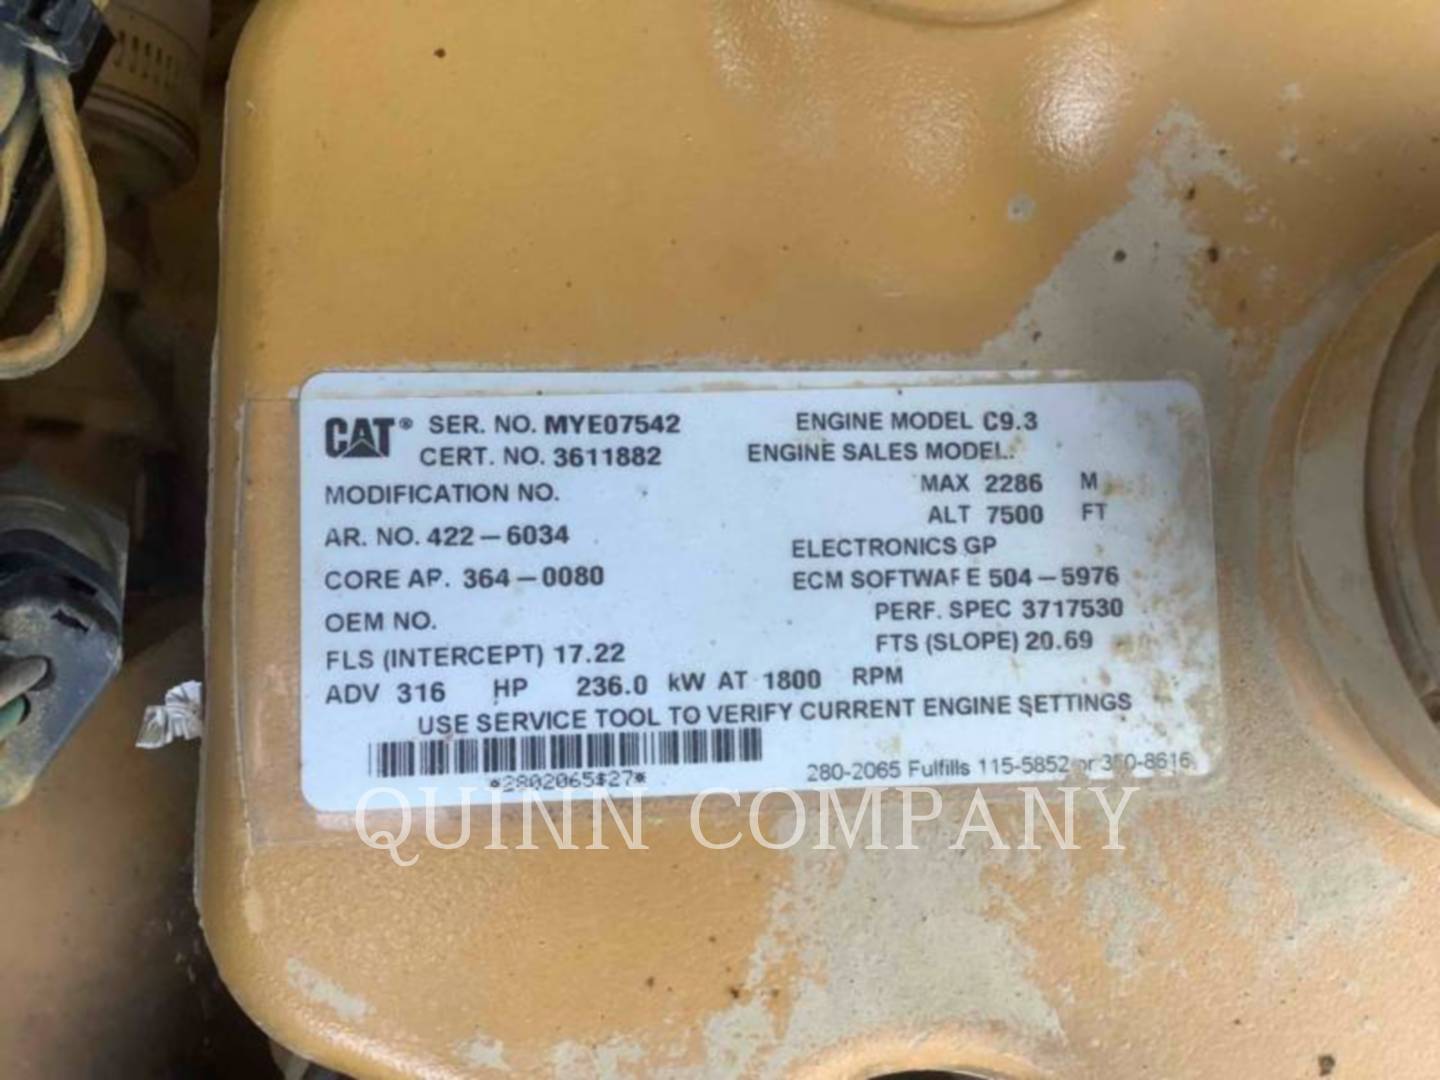 CAT® SER. NO. MYE07542 ENGINE MODEL C9.3
CERT. NO. 3611882 ENGINE SALES MODEL:
MODIFICATION NO. MAX 2286 M
ALT 7500 FT
AR. NO. 422-6034 ELECTRONICS GP
CORE AR. 364-0080 ECM SOFTWARE 504-5976
OEM NO. PERF. SPEC 3717530
FLS (INTERCEPT) 17.22 FTS (SLOPE) 20.69
ADV 316 HP 236.0 kW AT 1800 RPM
USE SERVICE TOOL TO VERIFY CURRENT ENGINE SETTINGS
*2802065$27*
280-2065 Fulfills 115-5852 or
QUINN COMPANY